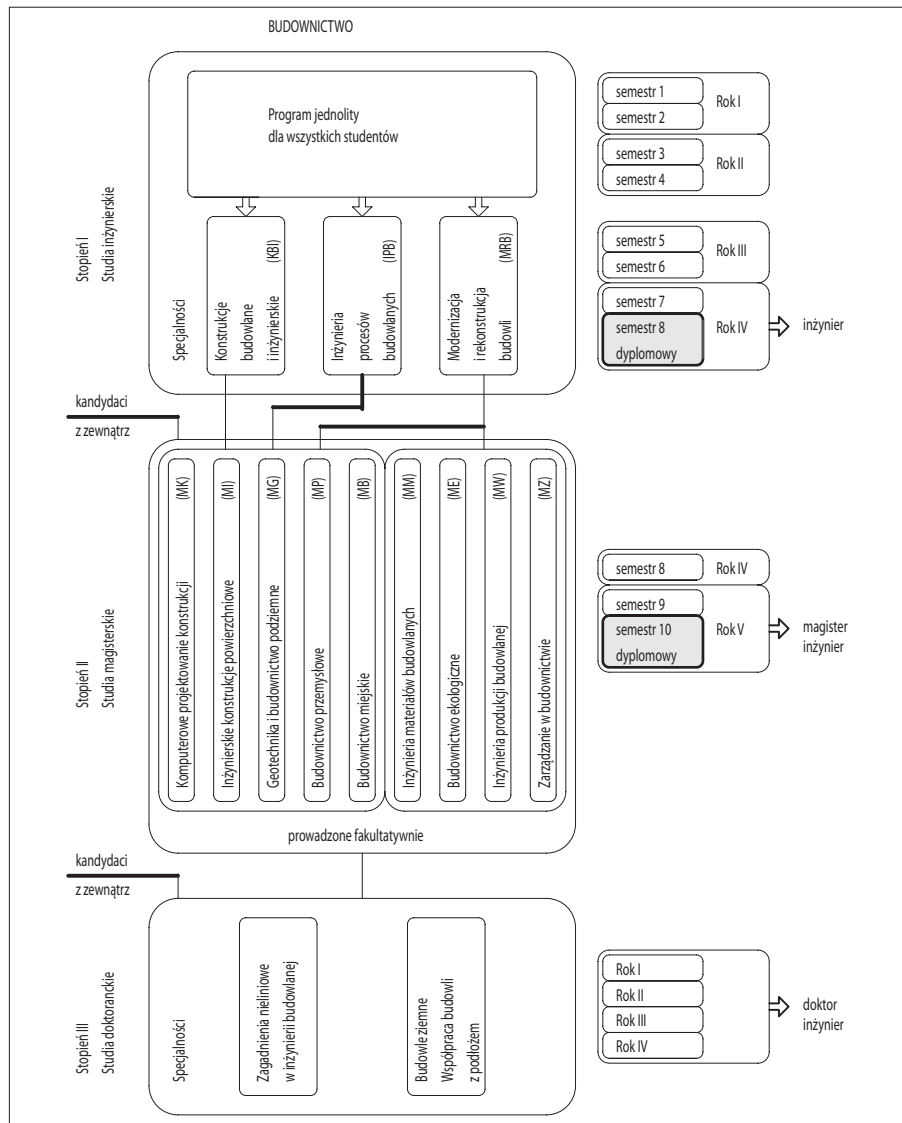 BUDOWNICTWO
Stopień I
Studia inżynierskie
Program jednolity
dla wszystkich studentów
Specjalności
Konstrukcje (KBI)
budowlane
i inżynierskie
Inżynieria (IPB)
procesów
budowlanych
Modernizacja (MRB)
i rekonstrukcja
budowli
semestr 1
semestr 2
Rok I
semestr 3
semestr 4
Rok II
semestr 5
semestr 6
Rok III
semestr 7
semestr 8
dyplomowy
Rok IV
inżynier
kandydaci
z zewnątrz
Stopień II
Studia magisterskie
Komputerowe projektowanie konstrukcji (MK)
Inżynierskie konstrukcje powierzchniowe (MI)
Geotechnika i budownictwo podziemne (MG)
Budownictwo przemysłowe (MP)
Budownictwo miejskie (MB)
Inżynieria materiałów budowlanych (MM)
Budownictwo ekologiczne (ME)
Inżynieria produkcji budowlanej (MW)
Zarządzanie w budownictwie (MZ)
prowadzone fakultatywnie
semestr 8
Rok IV
semestr 9
semestr 10
dyplomowy
Rok V
magister
inżynier
kandydaci
z zewnątrz
Stopień III
Studia doktoranckie
Specjalności
Zagadnienia nieliniowe
w inżynierii budowlanej
Budowle ziemne
Współpraca budowli
z podłożem
Rok I
Rok II
Rok III
Rok IV
doktor
inżynier